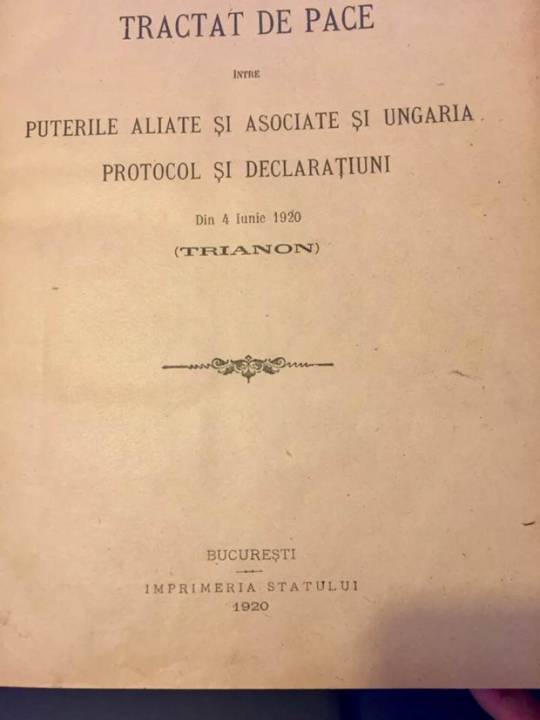 TRACTAT DE PACE
ÎNTRE
PUTERILE ALIATE ȘI ASOCIATE ȘI UNGARIA
PROTOCOL ȘI DECLARAȚIUNI
Din 4 Iunie 1920
(TRIANON)
BUCUREȘTI
IMPRIMERIA STATULUI
1920